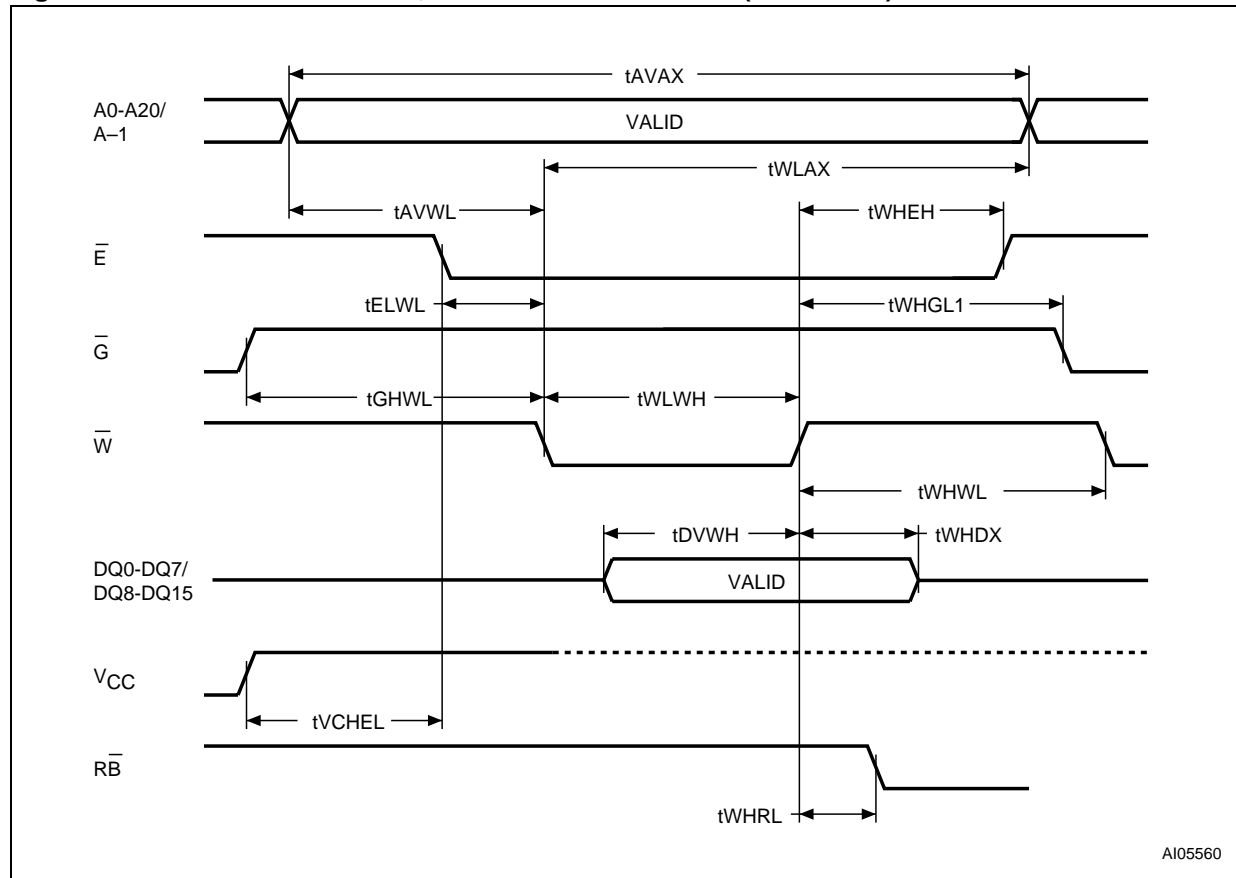 tAVAX
A0-A20/
A–1
VALID
tWLAX
tAVWL
tWHEH
E̅
tELWL
tWHGL1
G̅
tGHWL
tWLWH
W̅
tWHWL
tDVWH
tWHDX
DQ0-DQ7/
DQ8-DQ15
VALID
VCC
tVCHEL
RB̅
tWHRL
AI05560